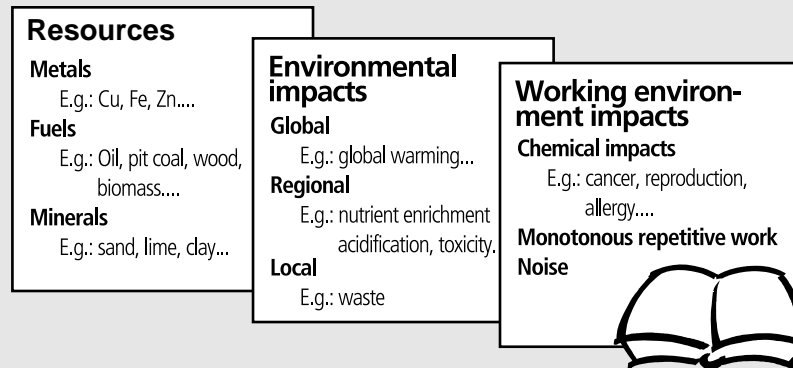 Resources
Metals
E.g.: Cu, Fe, Zn....
Fuels
E.g.: Oil, pit coal, wood,
biomass....
Minerals
E.g.: sand, lime, clay...
Environmental
impacts
Global
E.g.: global warming...
Regional
E.g.: nutrient enrichment
acidification, toxicity.
Local
E.g.: waste
Working environ-
ment impacts
Chemical impacts
E.g.: cancer, reproduction,
allergy....
Monotonous repetitive work
Noise